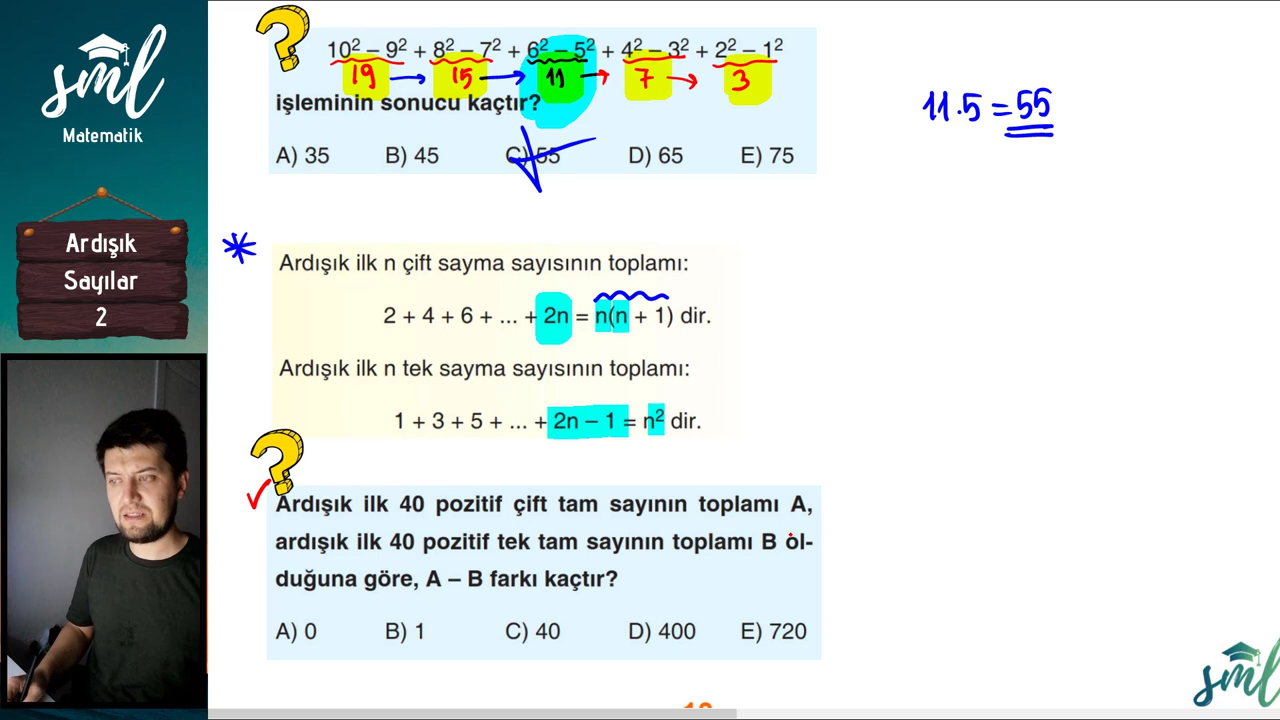 sml
Matematik
Ardışık
Sayılar
2
10² – 9² + 8² – 7² + 6² – 5² + 4² – 3² + 2² – 1²
19 → 15 → 11 → 7 → 3
işleminin sonucu kaçtır?
A) 35 B) 45 C) 55 D) 65 E) 75
11.5 = 55
Ardışık ilk n çift sayma sayısının toplamı:
2 + 4 + 6 + ... + 2n = n(n + 1) dir.
Ardışık ilk n tek sayma sayısının toplamı:
1 + 3 + 5 + ... + 2n – 1 = n² dir.
Ardışık ilk 40 pozitif çift tam sayının toplamı A,
ardışık ilk 40 pozitif tek tam sayının toplamı B ol-
duğuna göre, A – B farkı kaçtır?
A) 0 B) 1 C) 40 D) 400 E) 720
sml